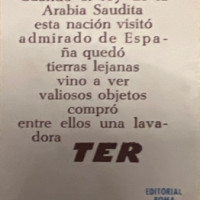 Arabia Saudita
esta nación visitó
admirado de Espa-
ña quedó
tierras lejanas
vino a ver
valiosos objetos
compró
entre ellos una lava-
dora
TER
EDITORIAL
ROMA